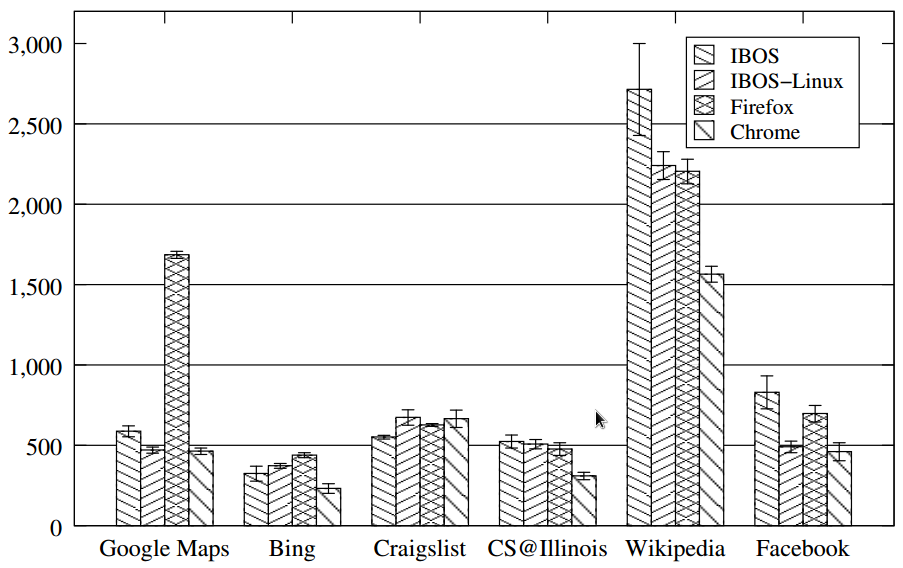 3,000
2,500
2,000
1,500
1,000
500
0
IBOS
IBOS−Linux
Firefox
Chrome
Google Maps Bing Craigslist CS@Illinois Wikipedia Facebook